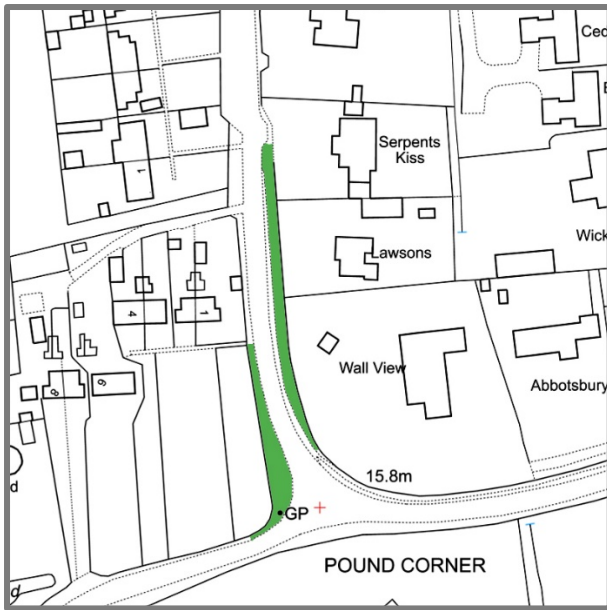 Ced
E
Serpents
Kiss
1
Wick
Lawsons
4
1
Wall View
8
6
Abbotsbury
15.8m
d
GP
POUND CORNER
d